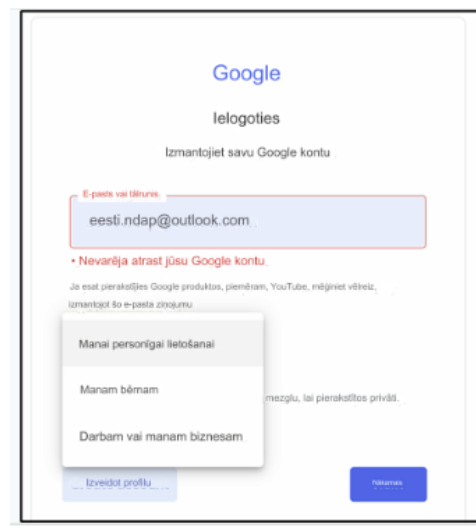 Google
Ielogoties
Izmantojiet savu Google kontu
E-pasts vai tālrunis.
eesti.ndap@outlook.com
• Nevarēja atrast jūsu Google kontu
Ja esat pierakstījies Google produktos, piemēram, YouTube, mēģiniet vēlreiz,
izmantojot šo e-pasta ziņojumu
Manai personīgai lietošanai
Manam bērnam
mezglu, lai pierakstītos privāti.
Darbam vai manam biznesam
Izveidot profilu
Nākamais